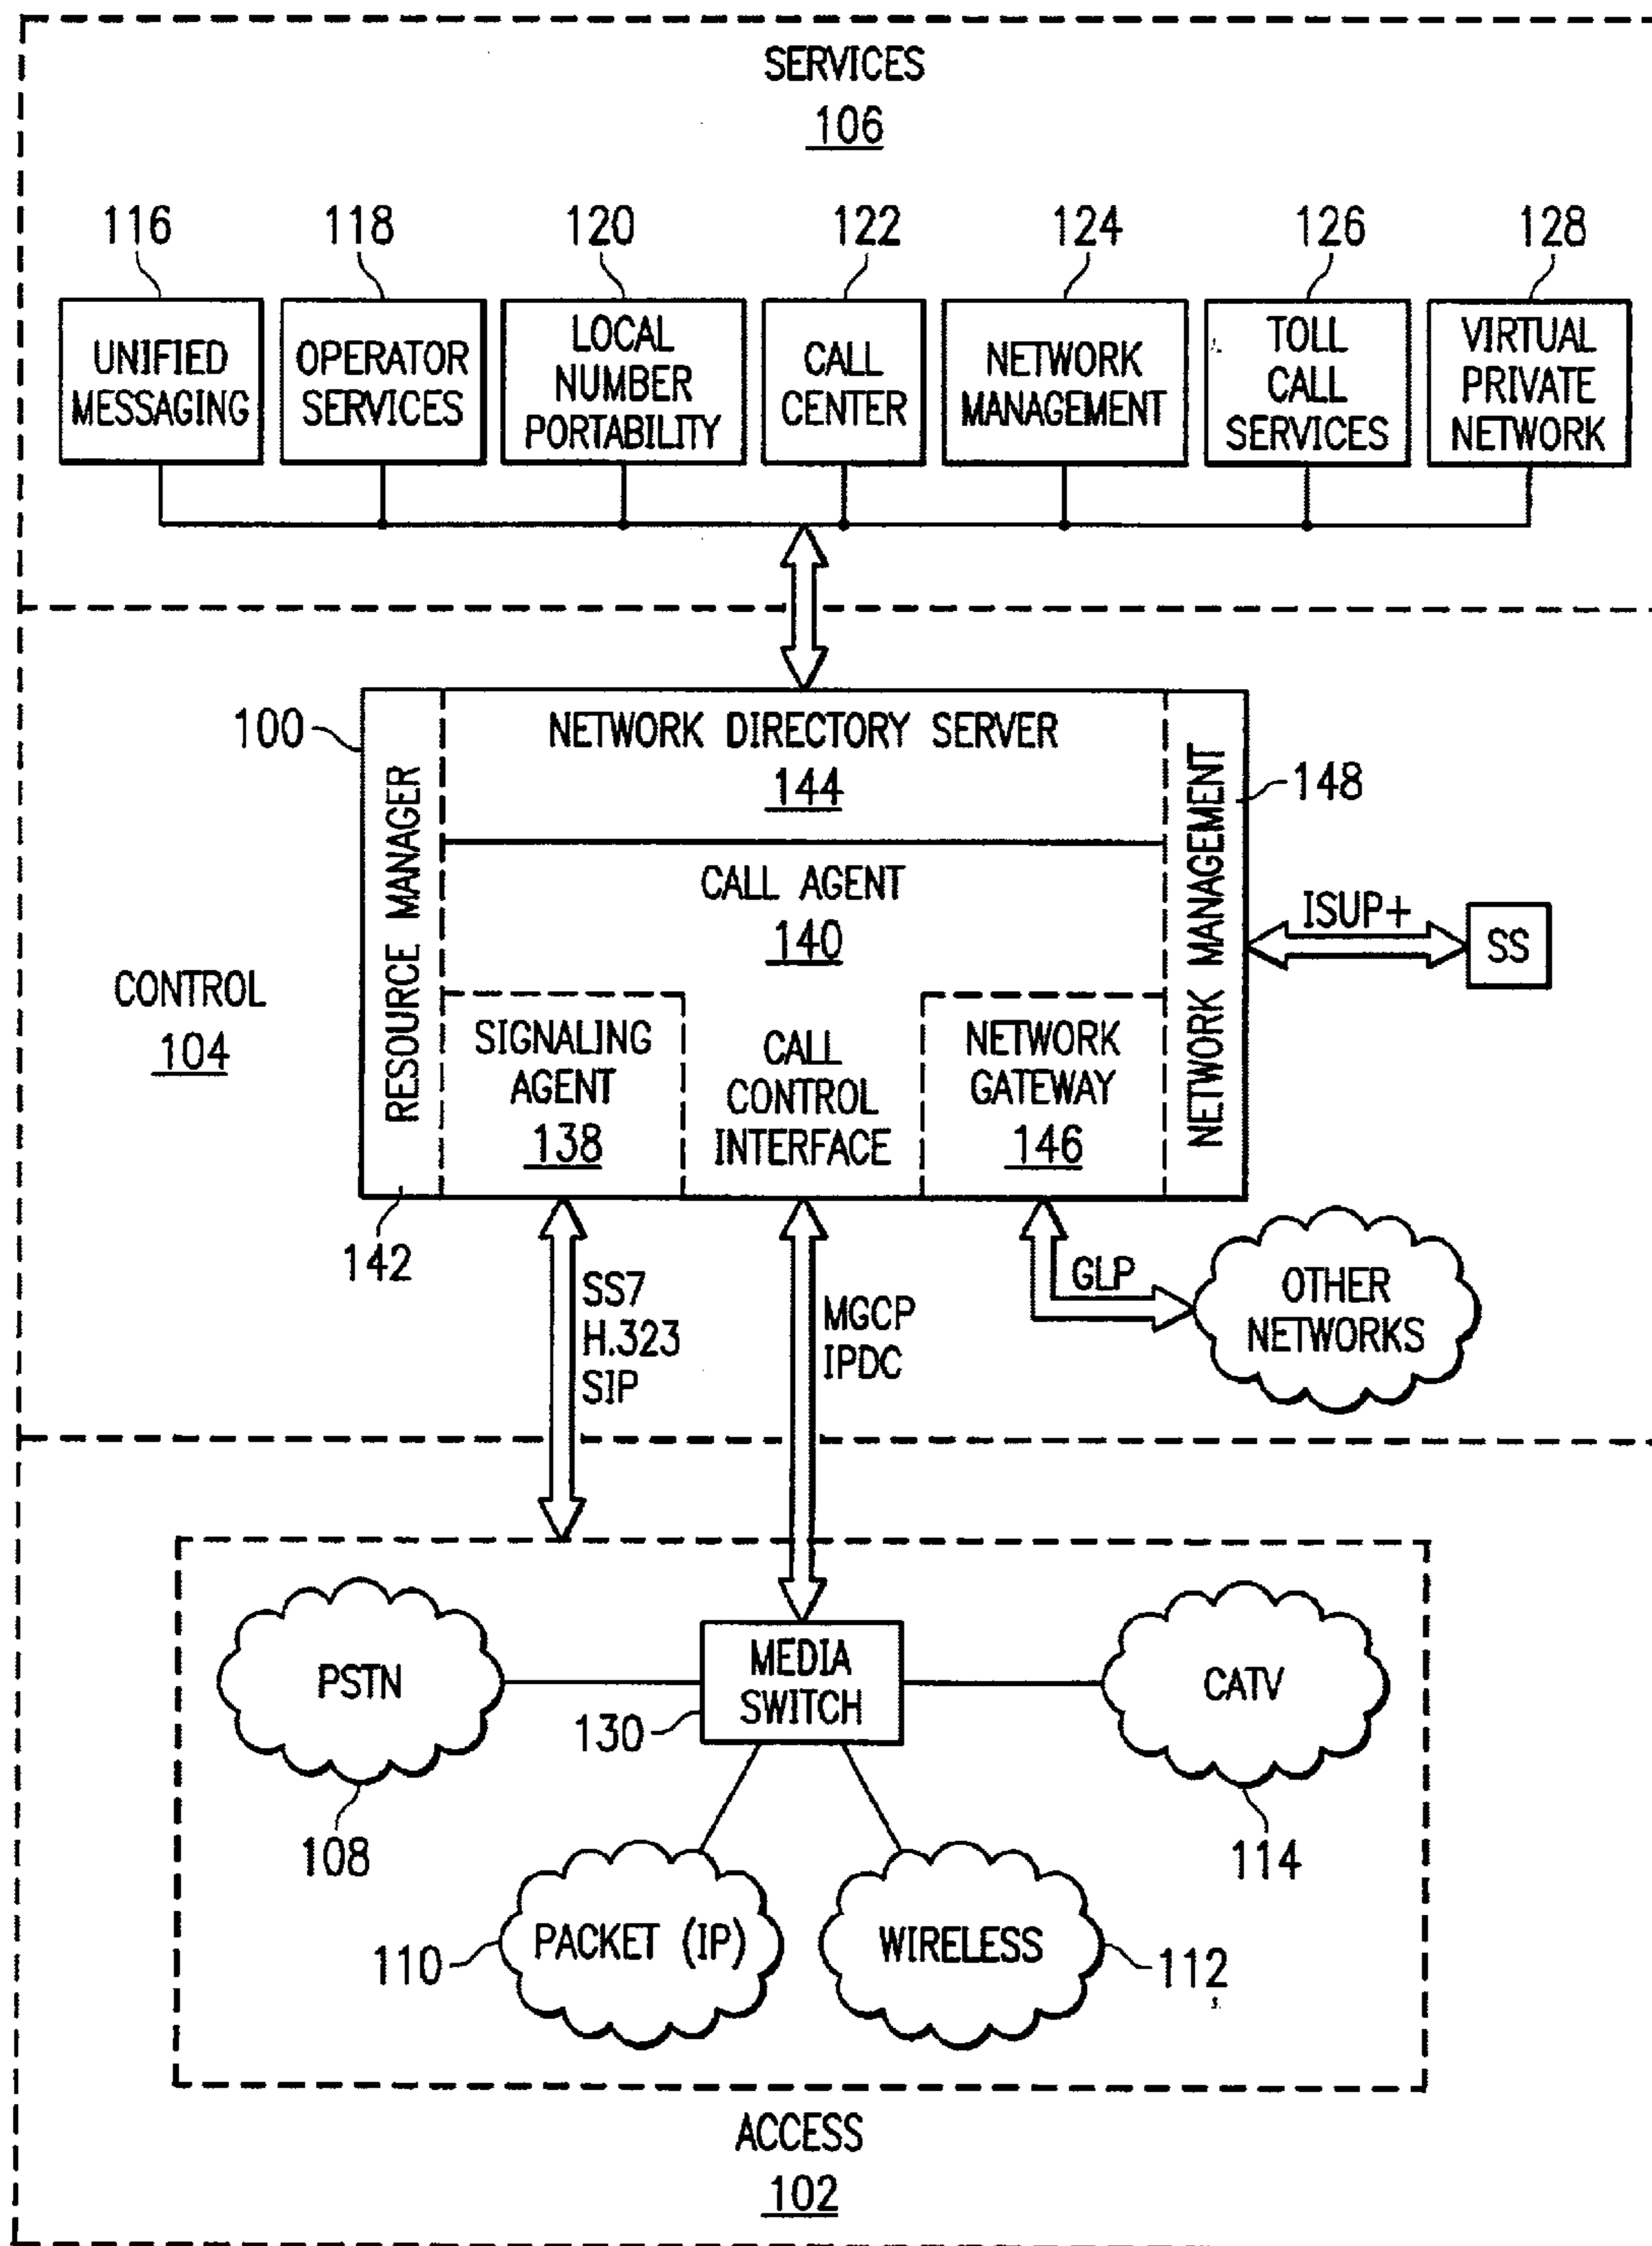 SERVICES
106
116
118
120
122
124
126
128
UNIFIED
MESSAGING
OPERATOR
SERVICES
LOCAL
NUMBER
PORTABILITY
CALL
CENTER
NETWORK
MANAGEMENT
TOLL
CALL
SERVICES
VIRTUAL
PRIVATE
NETWORK
100
RESOURCE MANAGER
NETWORK DIRECTORY SERVER
144
NETWORK MANAGEMENT
148
CALL AGENT
140
ISUP+
SS
CONTROL
104
SIGNALING
AGENT
138
CALL
CONTROL
INTERFACE
NETWORK
GATEWAY
146
142
SS7
H.323
SIP
MGCP
IPDC
GLP
OTHER
NETWORKS
PSTN
108
MEDIA
SWITCH
130
CATV
114
PACKET (IP)
110
WIRELESS
112
ACCESS
102